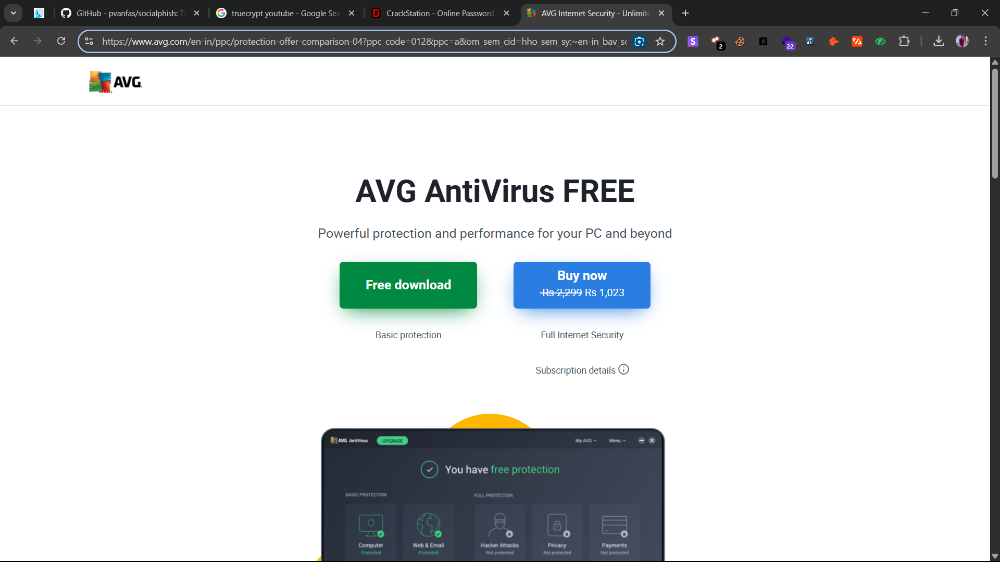 GitHub - pvanfas/socialphish: Th
truecrypt youtube - Google Sea
CrackStation - Online Password
AVG Internet Security - Unlimite
https://www.avg.com/en-in/ppc/protection-offer-comparison-04?ppc_code=012&ppc=a&om_sem_cid=hho_sem_sy:~en-in_bav_sc
S
2
H
22
d3
AVG
AVG AntiVirus FREE
Powerful protection and performance for your PC and beyond
Free download
Buy now
Rs 2,299 Rs 1,023
Basic protection
Full Internet Security
Subscription details
AVG AntiVirus
UPGRADE
My AVG
Menu
You have free protection
BASIC PROTECTION
FULL PROTECTION
Computer
Web & Email
Hacker Attacks
Privacy
Payments
Protected
Protected
Not protected
Not protected
Not protected